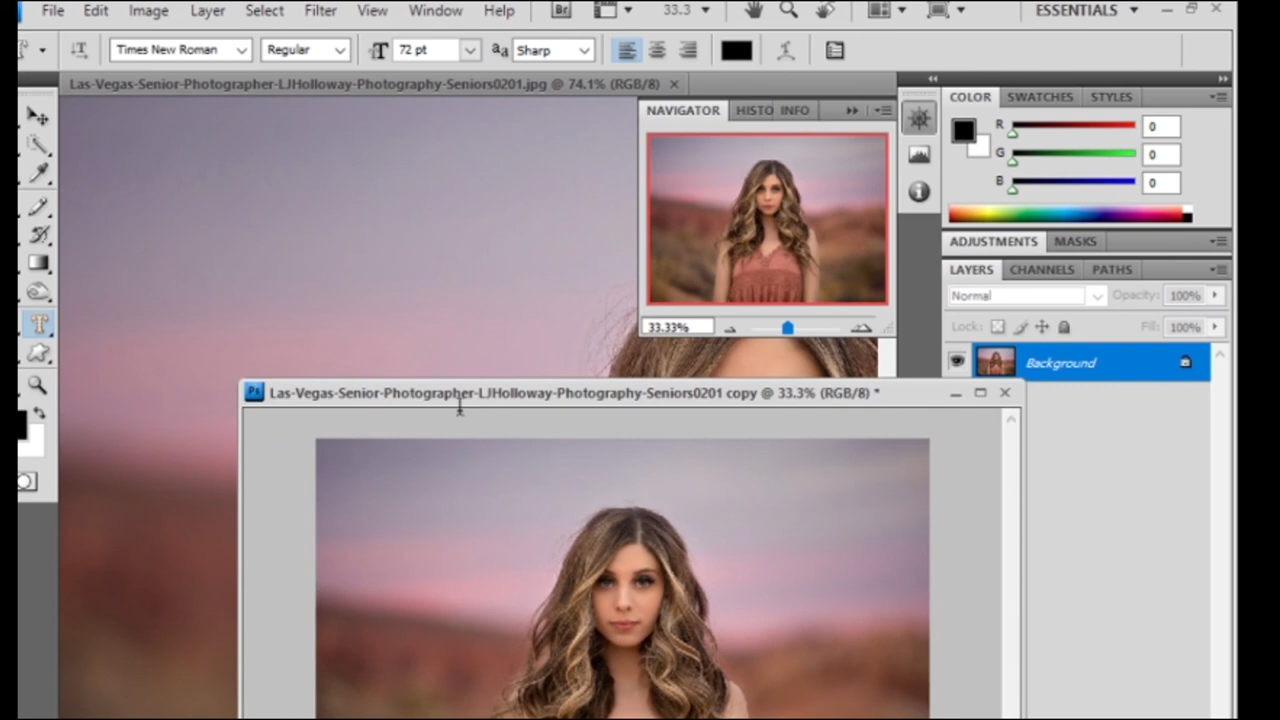 File Edit Image Layer Select Filter View Window Help Br 33.3 ESSENTIALS
Times New Roman Regular T 72 pt aa Sharp
Las-Vegas-Senior-Photographer-LJHolloway-Photography-Seniors0201.jpg @ 74.1% (RGB/8) ×
NAVIGATOR HISTO INFO
33.33%
COLOR SWATCHES STYLES
R 0
G 0
B 0
ADJUSTMENTS MASKS
LAYERS CHANNELS PATHS
Normal Opacity: 100%
Lock: Fill: 100%
Background
Ps Las-Vegas-Senior-Photographer-LJHolloway-Photography-Seniors0201 copy @ 33.3% (RGB/8) *